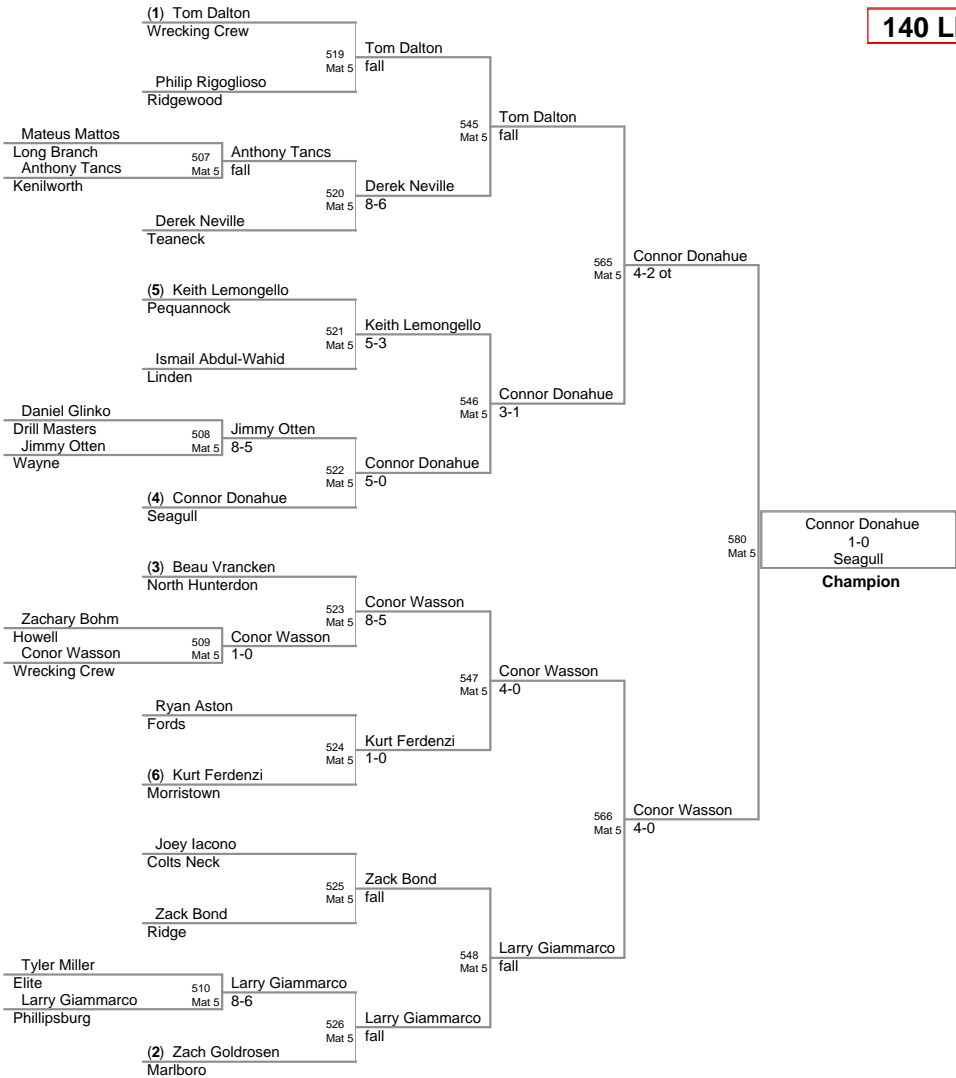 140 L
(1) Tom Dalton
Wrecking Crew
519
Mat 5
Tom Dalton
fall
Philip Rigoglioso
Ridgewood
545
Mat 5
Tom Dalton
fall
Mateus Mattos
Long Branch
507
Mat 5
Anthony Tancs
fall
Anthony Tancs
Kenilworth
520
Mat 5
Derek Neville
8-6
Derek Neville
Teaneck
565
Mat 5
Connor Donahue
4-2 ot
(5) Keith Lemongello
Pequannock
521
Mat 5
Keith Lemongello
5-3
Ismail Abdul-Wahid
Linden
546
Mat 5
Connor Donahue
3-1
Daniel Glinko
Drill Masters
508
Mat 5
Jimmy Otten
8-5
Jimmy Otten
Wayne
522
Mat 5
Connor Donahue
5-0
(4) Connor Donahue
Seagull
580
Mat 5
Connor Donahue
1-0
Seagull
Champion
(3) Beau Vrancken
North Hunterdon
523
Mat 5
Conor Wasson
8-5
Zachary Bohm
Howell
509
Mat 5
Conor Wasson
1-0
Conor Wasson
Wrecking Crew
547
Mat 5
Conor Wasson
4-0
Ryan Aston
Fords
524
Mat 5
Kurt Ferdenzi
1-0
(6) Kurt Ferdenzi
Morristown
566
Mat 5
Conor Wasson
4-0
Joey Iacono
Colts Neck
525
Mat 5
Zack Bond
fall
Zack Bond
Ridge
548
Mat 5
Larry Giammarco
fall
Tyler Miller
Elite
510
Mat 5
Larry Giammarco
8-6
Larry Giammarco
Phillipsburg
526
Mat 5
Larry Giammarco
fall
(2) Zach Goldrosen
Marlboro